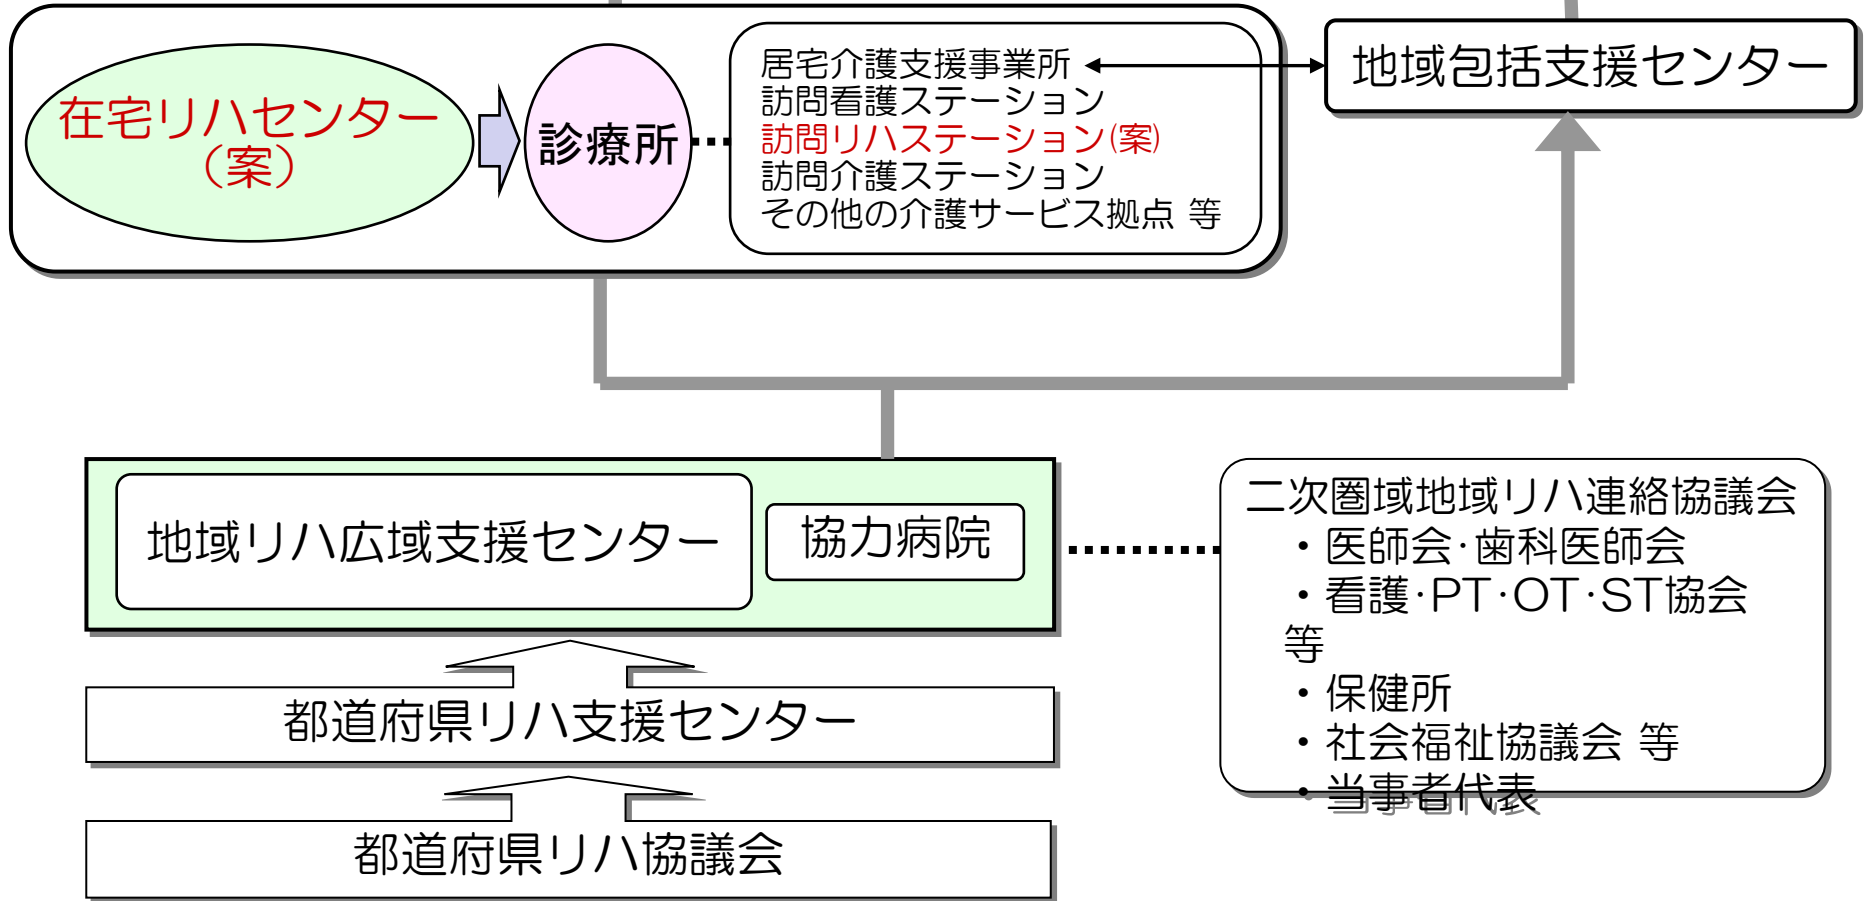 在宅リハセンター
（案）
診療所
居宅介護支援事業所
訪問看護ステーション
訪問リハステーション(案)
訪問介護ステーション
その他の介護サービス拠点 等
地域包括支援センター
地域リハ広域支援センター
協力病院
二次圏域地域リハ連絡協議会
・医師会･歯科医師会
・看護･PT･OT･ST協会
等
・保健所
・社会福祉協議会 等
・当事者代表
都道府県リハ支援センター
都道府県リハ協議会